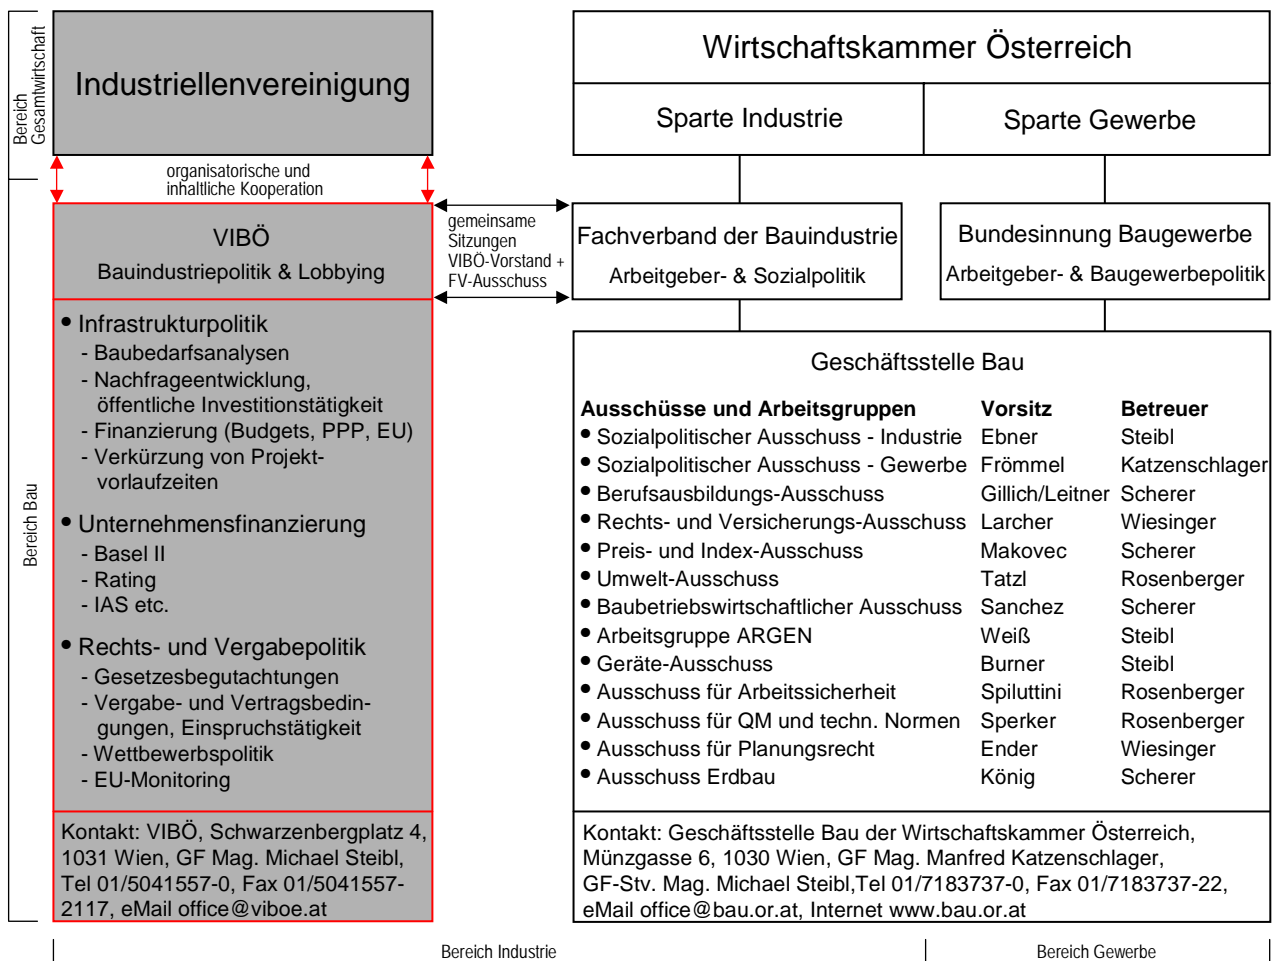 Bereich
Gesamtwirtschaft
Industriellenvereinigung
Wirtschaftskammer Österreich
Sparte Industrie
Sparte Gewerbe
organisatorische und
inhaltliche Kooperation
Bereich Bau
VIBÖ
Bauindustriepolitik & Lobbying
gemeinsame
Sitzungen
VIBÖ-Vorstand +
FV-Ausschuss
Fachverband der Bauindustrie
Arbeitgeber- & Sozialpolitik
Bundesinnung Baugewerbe
Arbeitgeber- & Baugewerbepolitik
• Infrastrukturpolitik
- Baubedarfsanalysen
- Nachfrageentwicklung,
öffentliche Investitionstätigkeit
- Finanzierung (Budgets, PPP, EU)
- Verkürzung von Projekt-
vorlaufzeiten
• Unternehmensfinanzierung
- Basel II
- Rating
- IAS etc.
• Rechts- und Vergabepolitik
- Gesetzesbegutachtungen
- Vergabe- und Vertragsbedin-
gungen, Einspruchstätigkeit
- Wettbewerbspolitik
- EU-Monitoring
Kontakt: VIBÖ, Schwarzenbergplatz 4,
1031 Wien, GF Mag. Michael Steibl,
Tel 01/5041557-0, Fax 01/5041557-
2117, eMail office@viboe.at
Geschäftsstelle Bau
Ausschüsse und Arbeitsgruppen Vorsitz Betreuer
• Sozialpolitischer Ausschuss - Industrie Ebner Steibl
• Sozialpolitischer Ausschuss - Gewerbe Frömmel Katzenschlager
• Berufsausbildungs-Ausschuss Gillich/Leitner Scherer
• Rechts- und Versicherungs-Ausschuss Larcher Wiesinger
• Preis- und Index-Ausschuss Makovec Scherer
• Umwelt-Ausschuss Tatzl Rosenberger
• Baubetriebswirtschaftlicher Ausschuss Sanchez Scherer
• Arbeitsgruppe ARGEN Weiß Steibl
• Geräte-Ausschuss Burner Steibl
• Ausschuss für Arbeitssicherheit Spiluttini Rosenberger
• Ausschuss für QM und techn. Normen Sperker Rosenberger
• Ausschuss für Planungsrecht Ender Wiesinger
• Ausschuss Erdbau König Scherer
Kontakt: Geschäftsstelle Bau der Wirtschaftskammer Österreich,
Münzgasse 6, 1030 Wien, GF Mag. Manfred Katzenschlager,
GF-Stv. Mag. Michael Steibl,Tel 01/7183737-0, Fax 01/7183737-22,
eMail office@bau.or.at, Internet www.bau.or.at
Bereich Industrie
Bereich Gewerbe